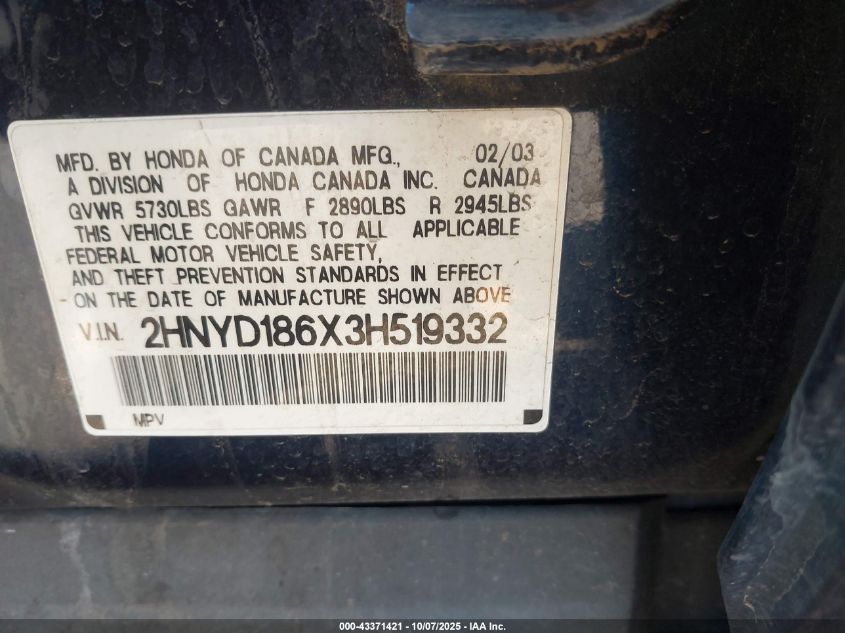 MFD. BY HONDA OF CANADA MFG., 02/03
A DIVISION OF HONDA CANADA INC. CANADA
GVWR 5730LBS GAWR F 2890LBS R 2945LBS
THIS VEHICLE CONFORMS TO ALL APPLICABLE
FEDERAL MOTOR VEHICLE SAFETY,
AND THEFT PREVENTION STANDARDS IN EFFECT
ON THE DATE OF MANUFACTURE SHOWN ABOVE
V.I.N. 2HNYD186X3H519332
MPV
000-43371421 - 10/07/2025 - IAA Inc.